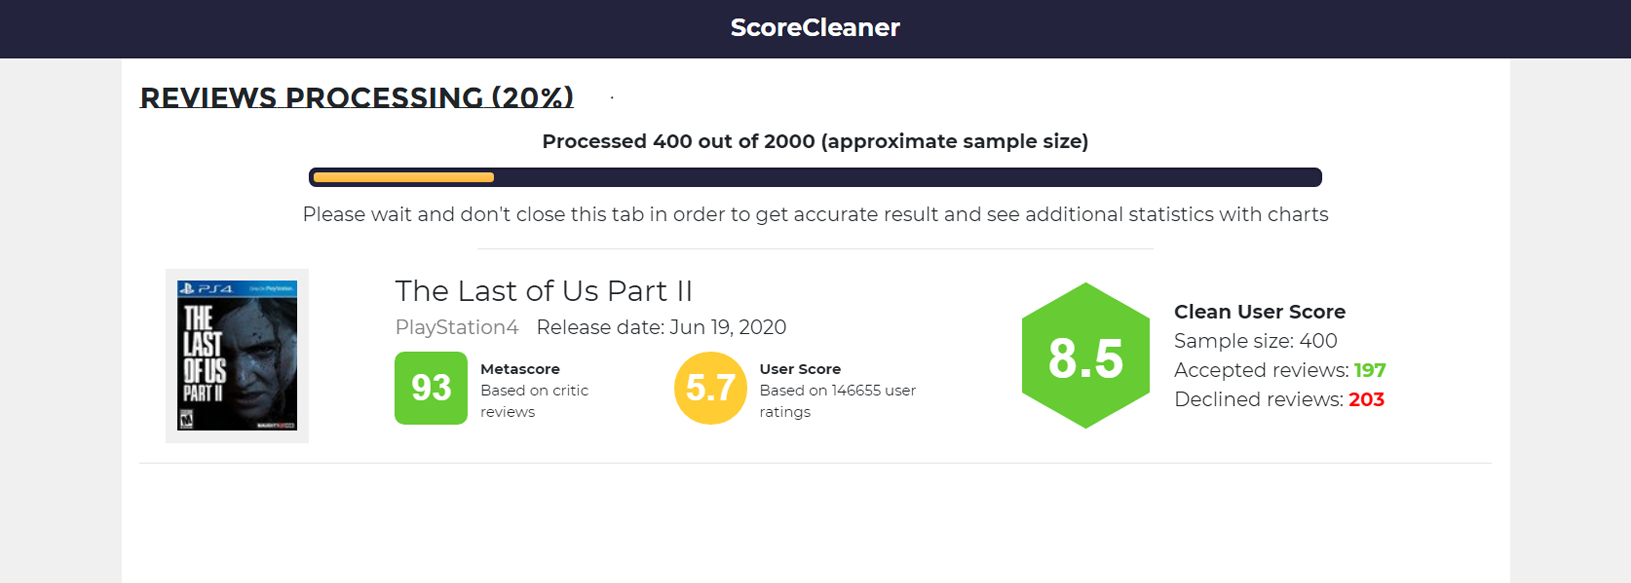 ScoreCleaner
REVIEWS PROCESSING (20%)
Processed 400 out of 2000 (approximate sample size)
Please wait and don't close this tab in order to get accurate result and see additional statistics with charts
PS4
THE
LAST
OF US
PART II
The Last of Us Part II
PlayStation4 Release date: Jun 19, 2020
93
Metascore
Based on critic
reviews
5.7
User Score
Based on 146655 user
ratings
8.5
Clean User Score
Sample size: 400
Accepted reviews: 197
Declined reviews: 203